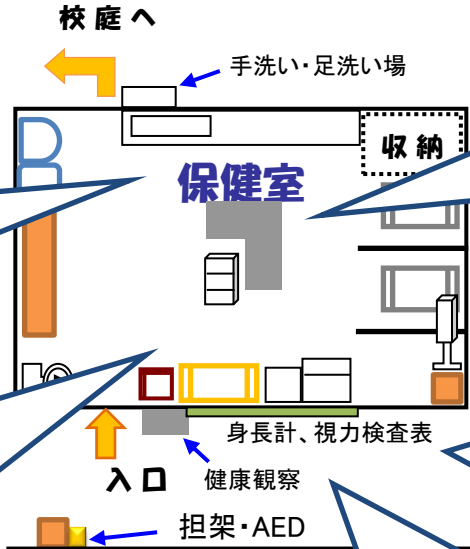 校庭へ
手洗い・足洗い場
収納
保健室
身長計、視力検査表
入口
健康観察
担架・AED